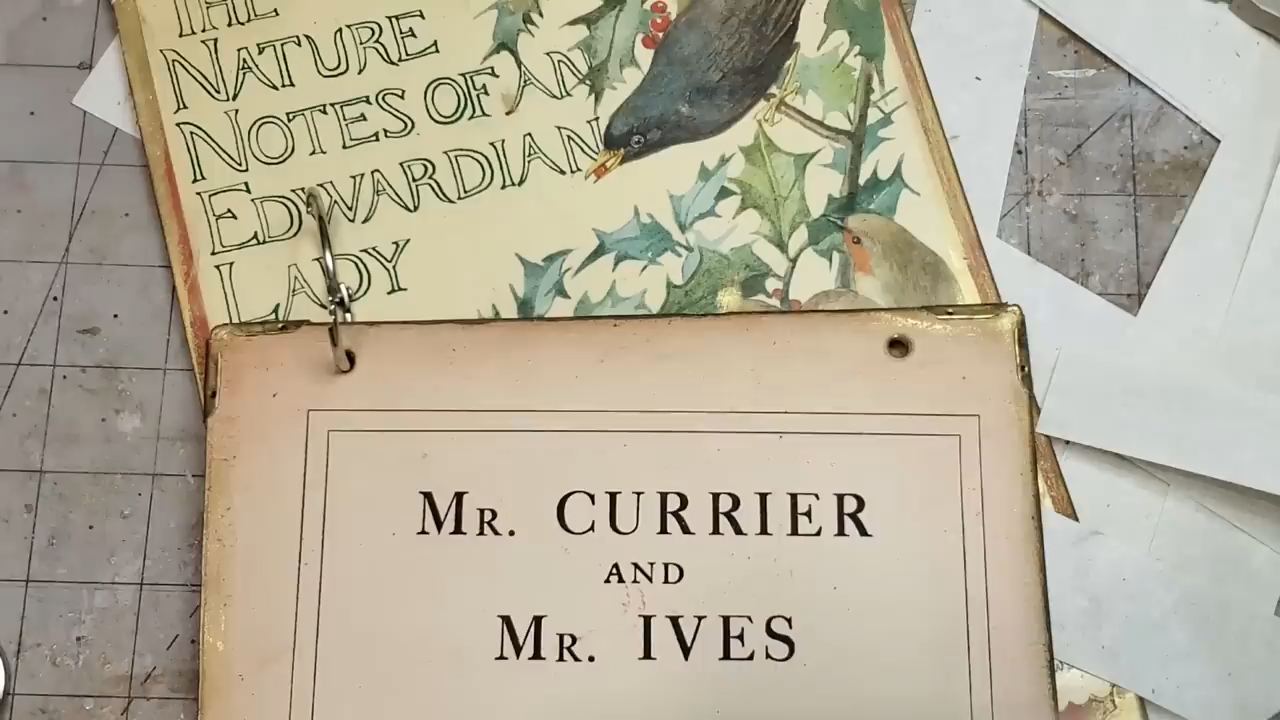 THE
NATURE
NOTES OF AN
EDWARDIAN
LADY
MR. CURRIER
AND
MR. IVES